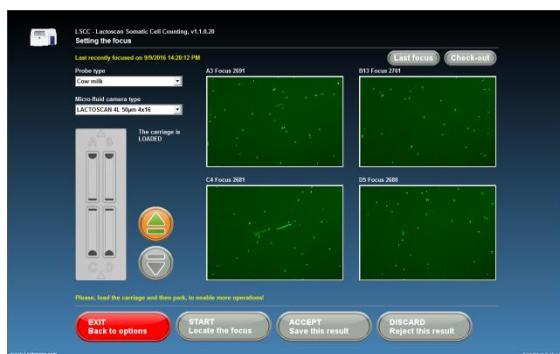 LSCC - Lactoscan Somatic Cell Counting, v1.1.0.20
Setting the focus
Last recently focused on 9/9/2016 14:20:12 PM
Last focus
Check-out
Probe type
Cow milk
Micro-fluid camera type
LACTOSCAN 4L 56µm 4x16
The carriage is
LOADED
A B
C D
A3 Focus 2691
B13 Focus 2701
C4 Focus 2681
D5 Focus 2688
Please, load the carriage and then park, to enable more operations!
EXIT
Back to options
START
Locate the focus
ACCEPT
Save this result
DISCARD
Reject this result